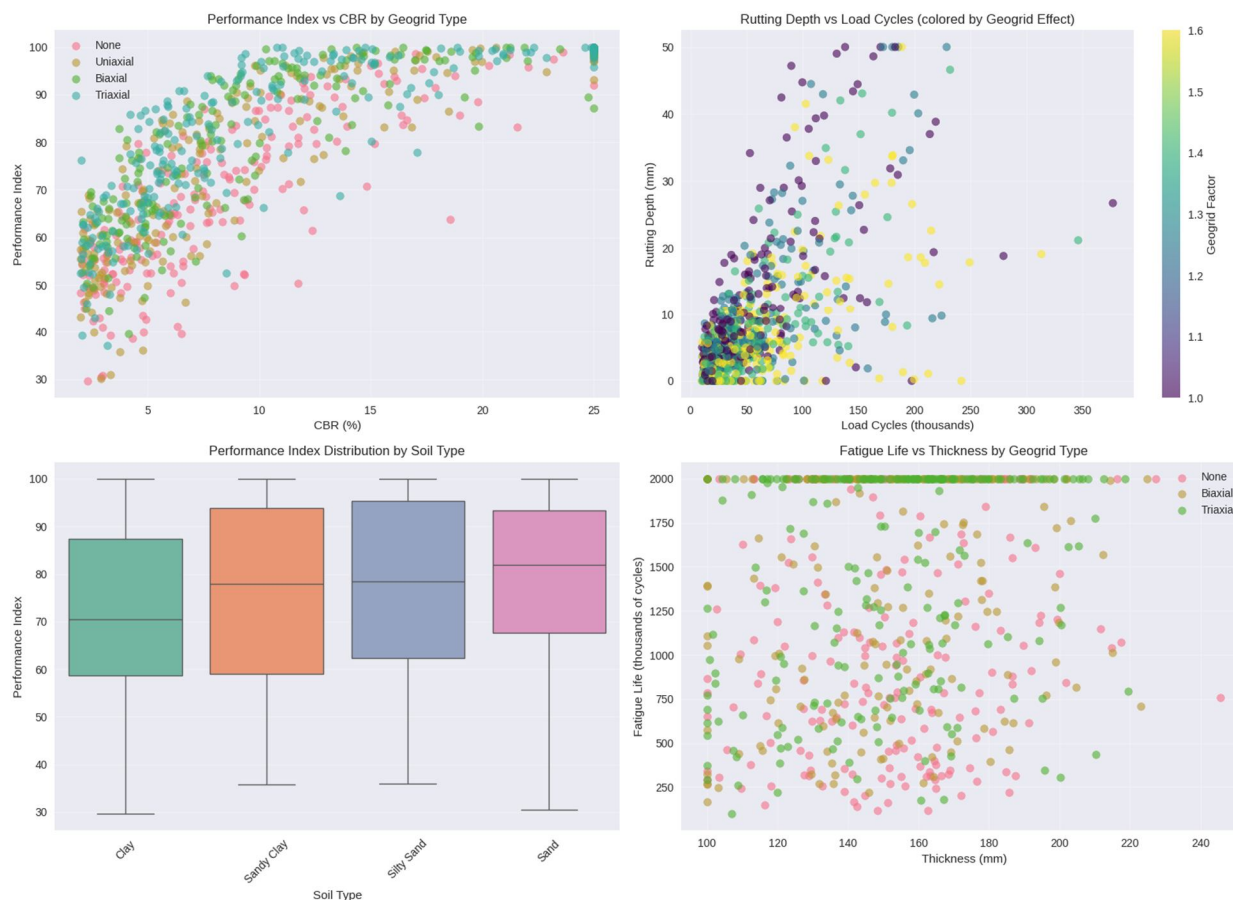 Performance Index vs CBR by Geogrid Type
100
90
80
70
60
50
40
30
Performance Index
None
Uniaxial
Biaxial
Triaxial
5
10
15
20
25
CBR (%)
Rutting Depth vs Load Cycles (colored by Geogrid Effect)
50
40
30
20
10
0
Rutting Depth (mm)
0
50
100
150
200
250
300
350
Load Cycles (thousands)
1.6
1.5
1.4
1.3
1.2
1.1
1.0
Geogrid Factor
Performance Index Distribution by Soil Type
100
90
80
70
60
50
40
30
Performance Index
Clay
Sandy Clay
Silty Sand
Sand
Soil Type
Fatigue Life vs Thickness by Geogrid Type
2000
1750
1500
1250
1000
750
500
250
Fatigue Life (thousands of cycles)
None
Biaxial
Triaxial
100
120
140
160
180
200
220
240
Thickness (mm)